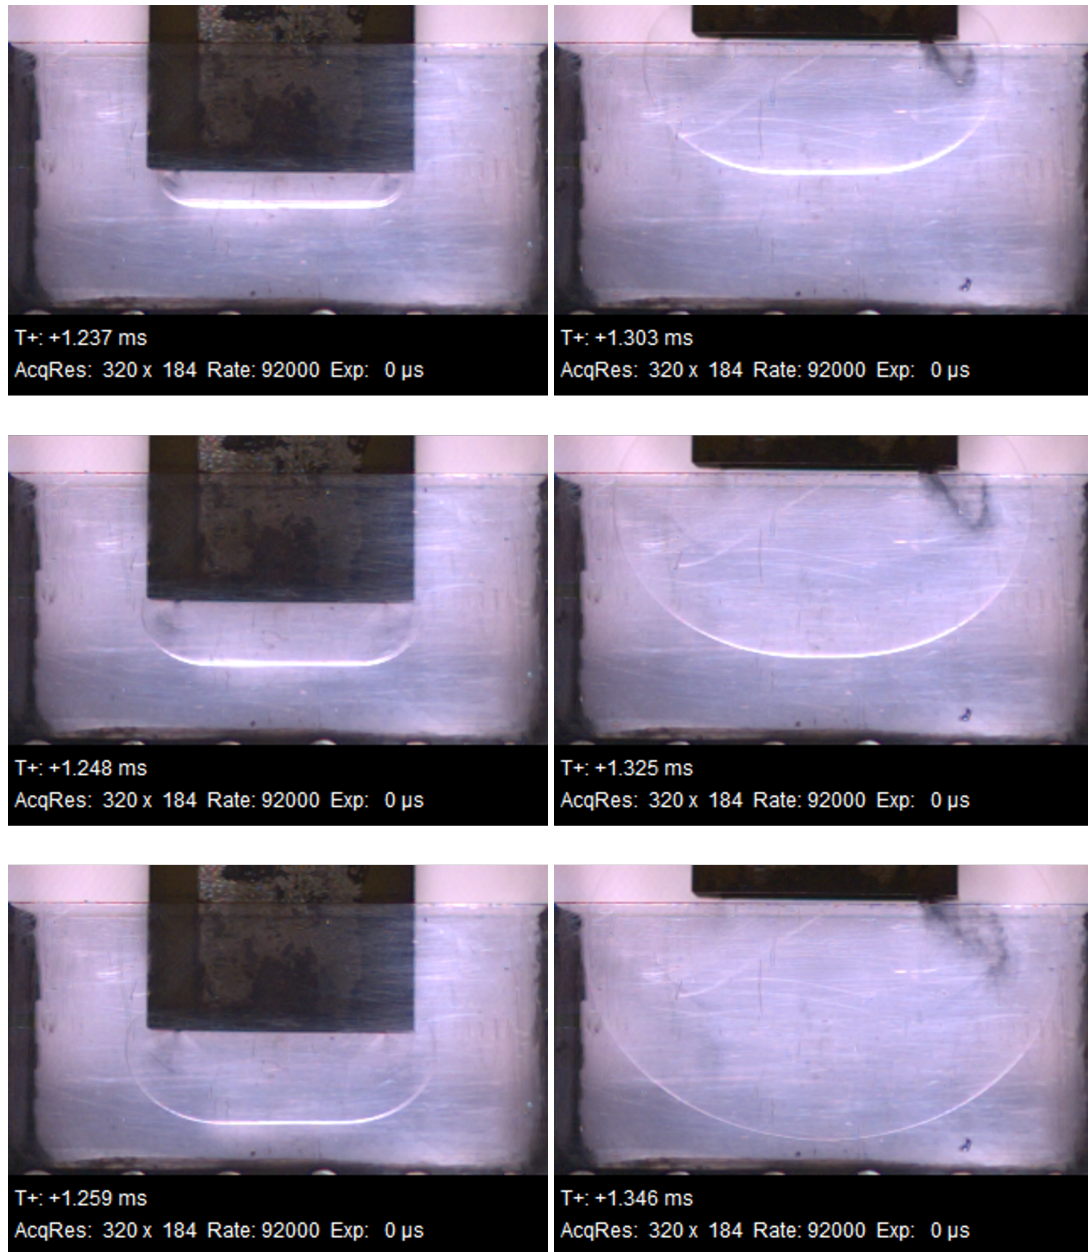 T+: +1.237 ms
AcqRes: 320 x 184 Rate: 92000 Exp: 0 µs
T+: +1.303 ms
AcqRes: 320 x 184 Rate: 92000 Exp: 0 µs
T+: +1.248 ms
AcqRes: 320 x 184 Rate: 92000 Exp: 0 µs
T+: +1.325 ms
AcqRes: 320 x 184 Rate: 92000 Exp: 0 µs
T+: +1.259 ms
AcqRes: 320 x 184 Rate: 92000 Exp: 0 µs
T+: +1.346 ms
AcqRes: 320 x 184 Rate: 92000 Exp: 0 µs